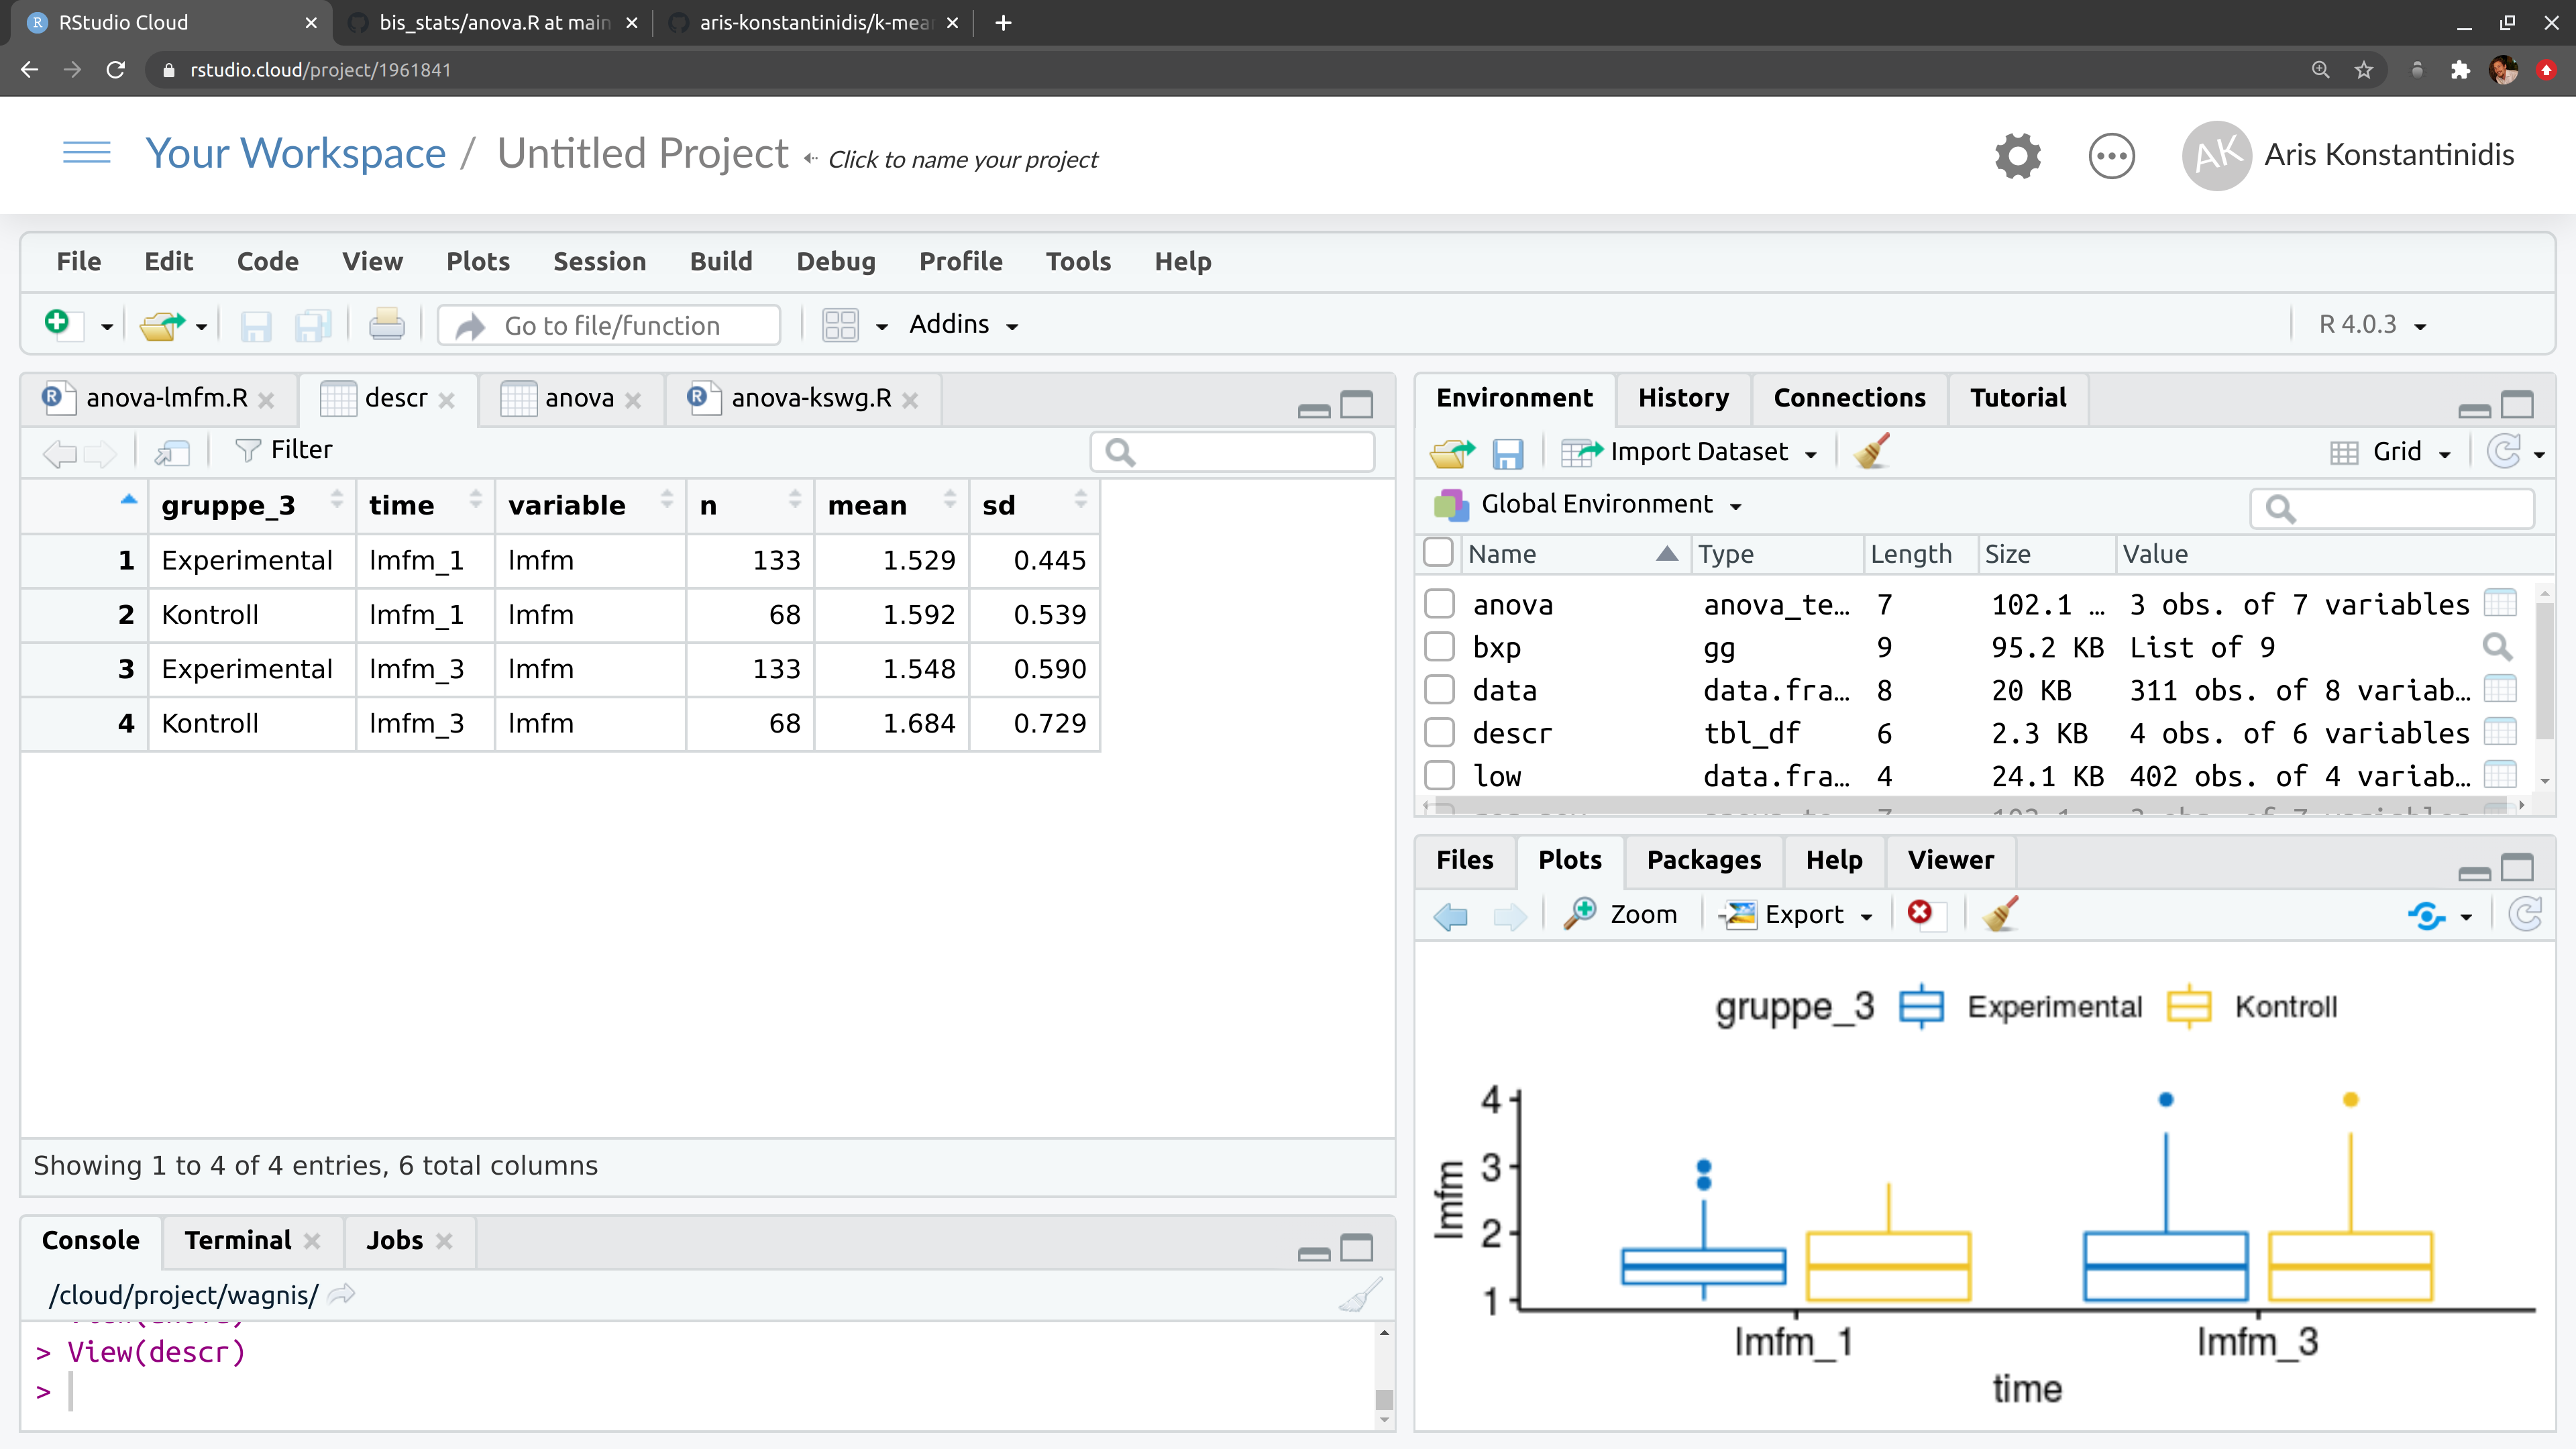 RStudio Cloud
bis_stats/anova.R at main
aris-konstantinidis/k-mea
rstudio.cloud/project/1961841
Your Workspace / Untitled Project Click to name your project
AK Aris Konstantinidis
File Edit Code View Plots Session Build Debug Profile Tools Help
Go to file/function Addins R 4.0.3
anova-lmfm.R descr anova anova-kswg.R
Filter
gruppe_3 time variable n mean sd
1 Experimental lmfm_1 lmfm 133 1.529 0.445
2 Kontroll lmfm_1 lmfm 68 1.592 0.539
3 Experimental lmfm_3 lmfm 133 1.548 0.590
4 Kontroll lmfm_3 lmfm 68 1.684 0.729
Showing 1 to 4 of 4 entries, 6 total columns
Console Terminal Jobs
/cloud/project/wagnis/
> View(descr)
>
Environment History Connections Tutorial
Import Dataset Grid
Global Environment
Name Type Length Size Value
anova anova_te… 7 102.1 … 3 obs. of 7 variables
bxp gg 9 95.2 KB List of 9
data data.fra… 8 20 KB 311 obs. of 8 variab…
descr tbl_df 6 2.3 KB 4 obs. of 6 variables
low data.fra… 4 24.1 KB 402 obs. of 4 variab…
Files Plots Packages Help Viewer
Zoom Export
gruppe_3 Experimental Kontroll
4
3
2
1
lmfm
lmfm_1 lmfm_3
time